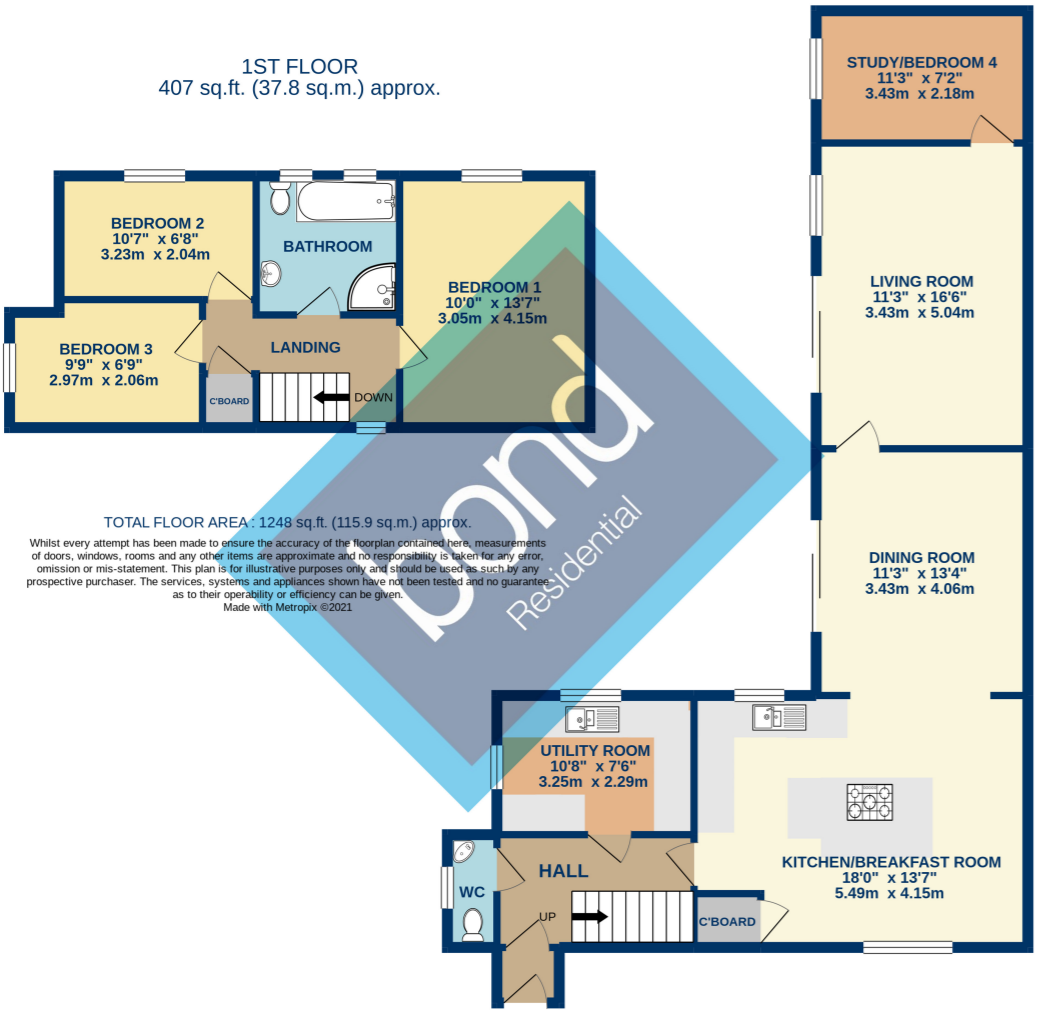 1ST FLOOR
407 sq.ft. (37.8 sq.m.) approx.
STUDY/BEDROOM 4
11'3" x 7'2"
3.43m x 2.18m
BEDROOM 2
10'7" x 6'8"
3.23m x 2.04m
BATHROOM
BEDROOM 1
10'0" x 13'7"
3.05m x 4.15m
LIVING ROOM
11'3" x 16'6"
3.43m x 5.04m
BEDROOM 3
9'9" x 6'9"
2.97m x 2.06m
LANDING
C'BOARD
DOWN
bond
Residential
TOTAL FLOOR AREA : 1248 sq.ft. (115.9 sq.m.) approx.
Whilst every attempt has been made to ensure the accuracy of the floorplan contained here, measurements
of doors, windows, rooms and any other items are approximate and no responsibility is taken for any error,
omission or mis-statement. This plan is for illustrative purposes only and should be used as such by any
prospective purchaser. The services, systems and appliances shown have not been tested and no guarantee
as to their operability or efficiency can be given.
Made with Metropix ©2021
DINING ROOM
11'3" x 13'4"
3.43m x 4.06m
UTILITY ROOM
10'8" x 7'6"
3.25m x 2.29m
KITCHEN/BREAKFAST ROOM
18'0" x 13'7"
5.49m x 4.15m
HALL
WC
UP
C'BOARD